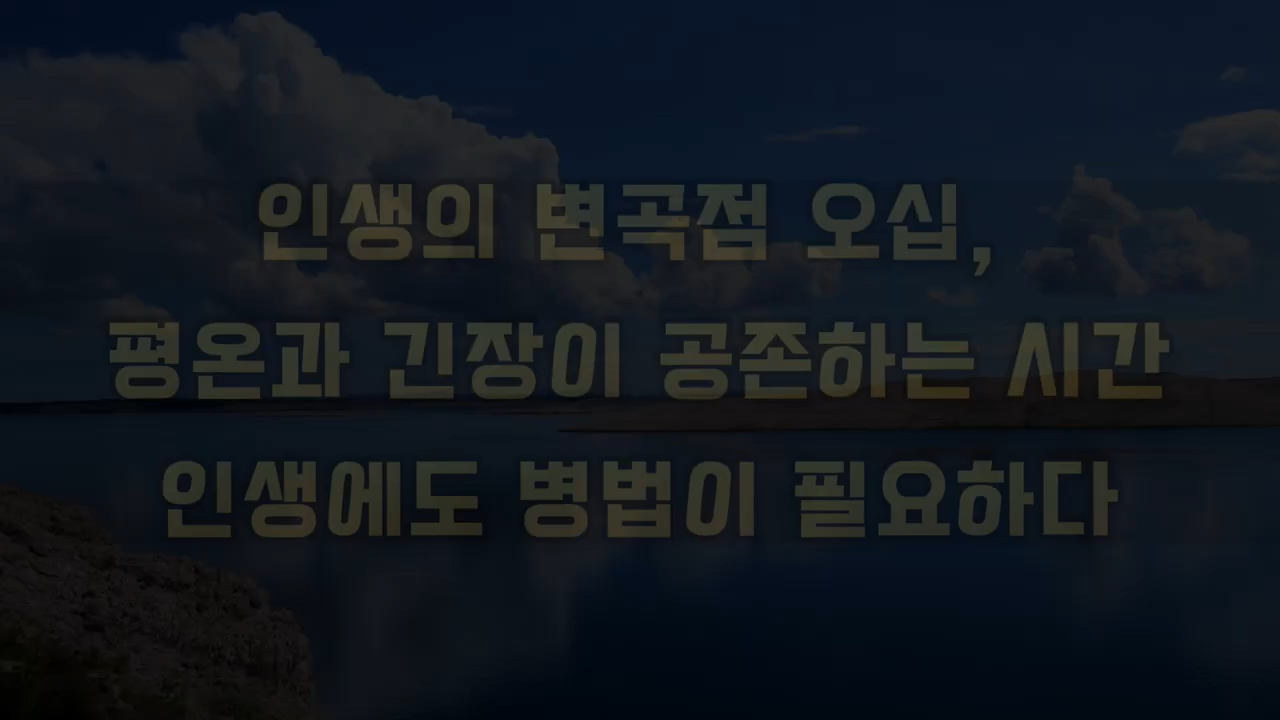 인생의 변곡점 오십,
평온과 긴장이 공존하는 시간
인생에도 병법이 필요하다